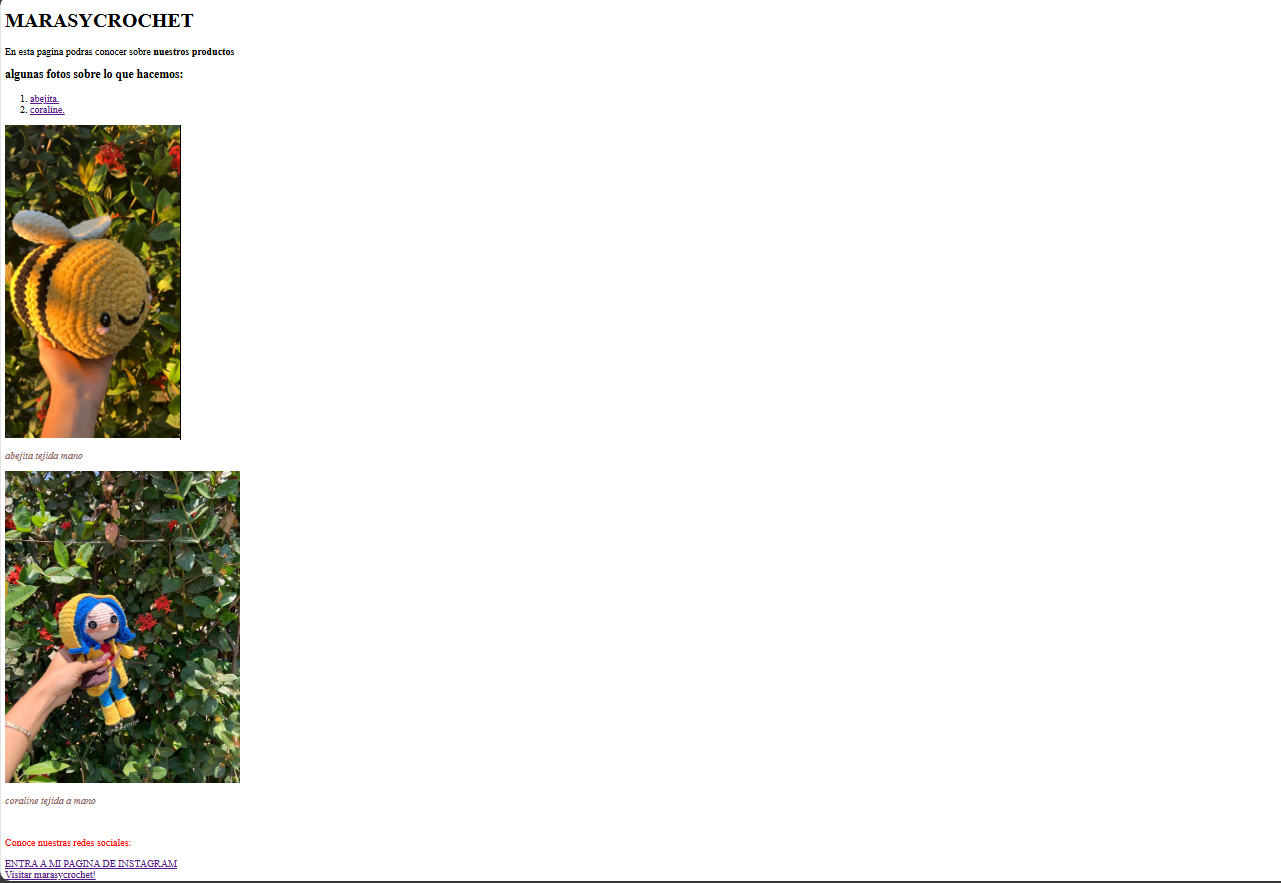 MARASYCROCHET
En esta pagina podras conocer sobre nuestros productos
algunas fotos sobre lo que hacemos:
1. abejita.
2. coraline.
abejita tejida mano
coraline tejida a mano
Conoce nuestras redes sociales:
ENTRA A MI PAGINA DE INSTAGRAM
Visitar marasycrochet!